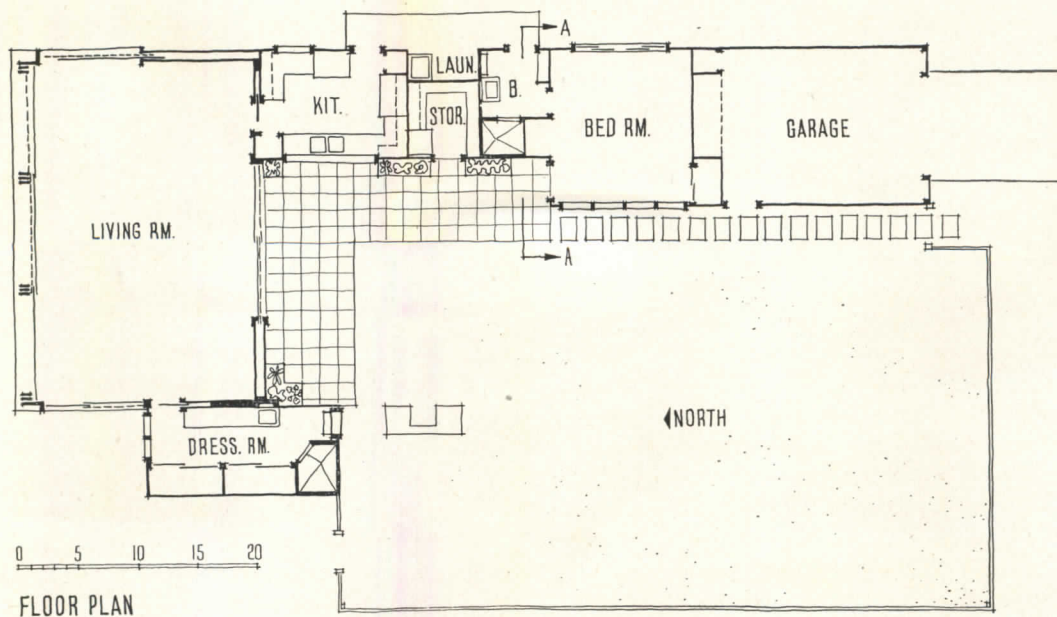 A
LAUN.
KIT.
B.
STOR.
BED RM.
GARAGE
LIVING RM.
A
NORTH
DRESS. RM.
0 5 10 15 20
FLOOR PLAN